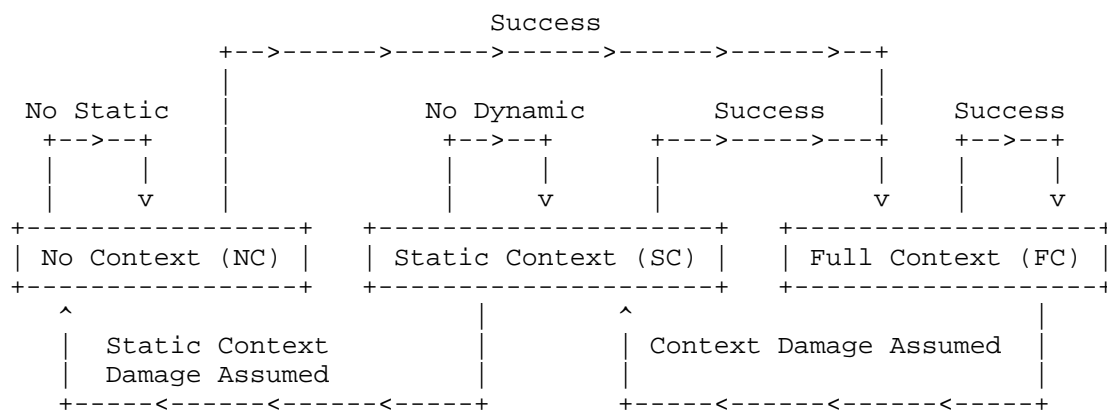 Success
No Static No Dynamic Success Success
No Context (NC) Static Context (SC) Full Context (FC)
Static Context Context Damage Assumed
Damage Assumed